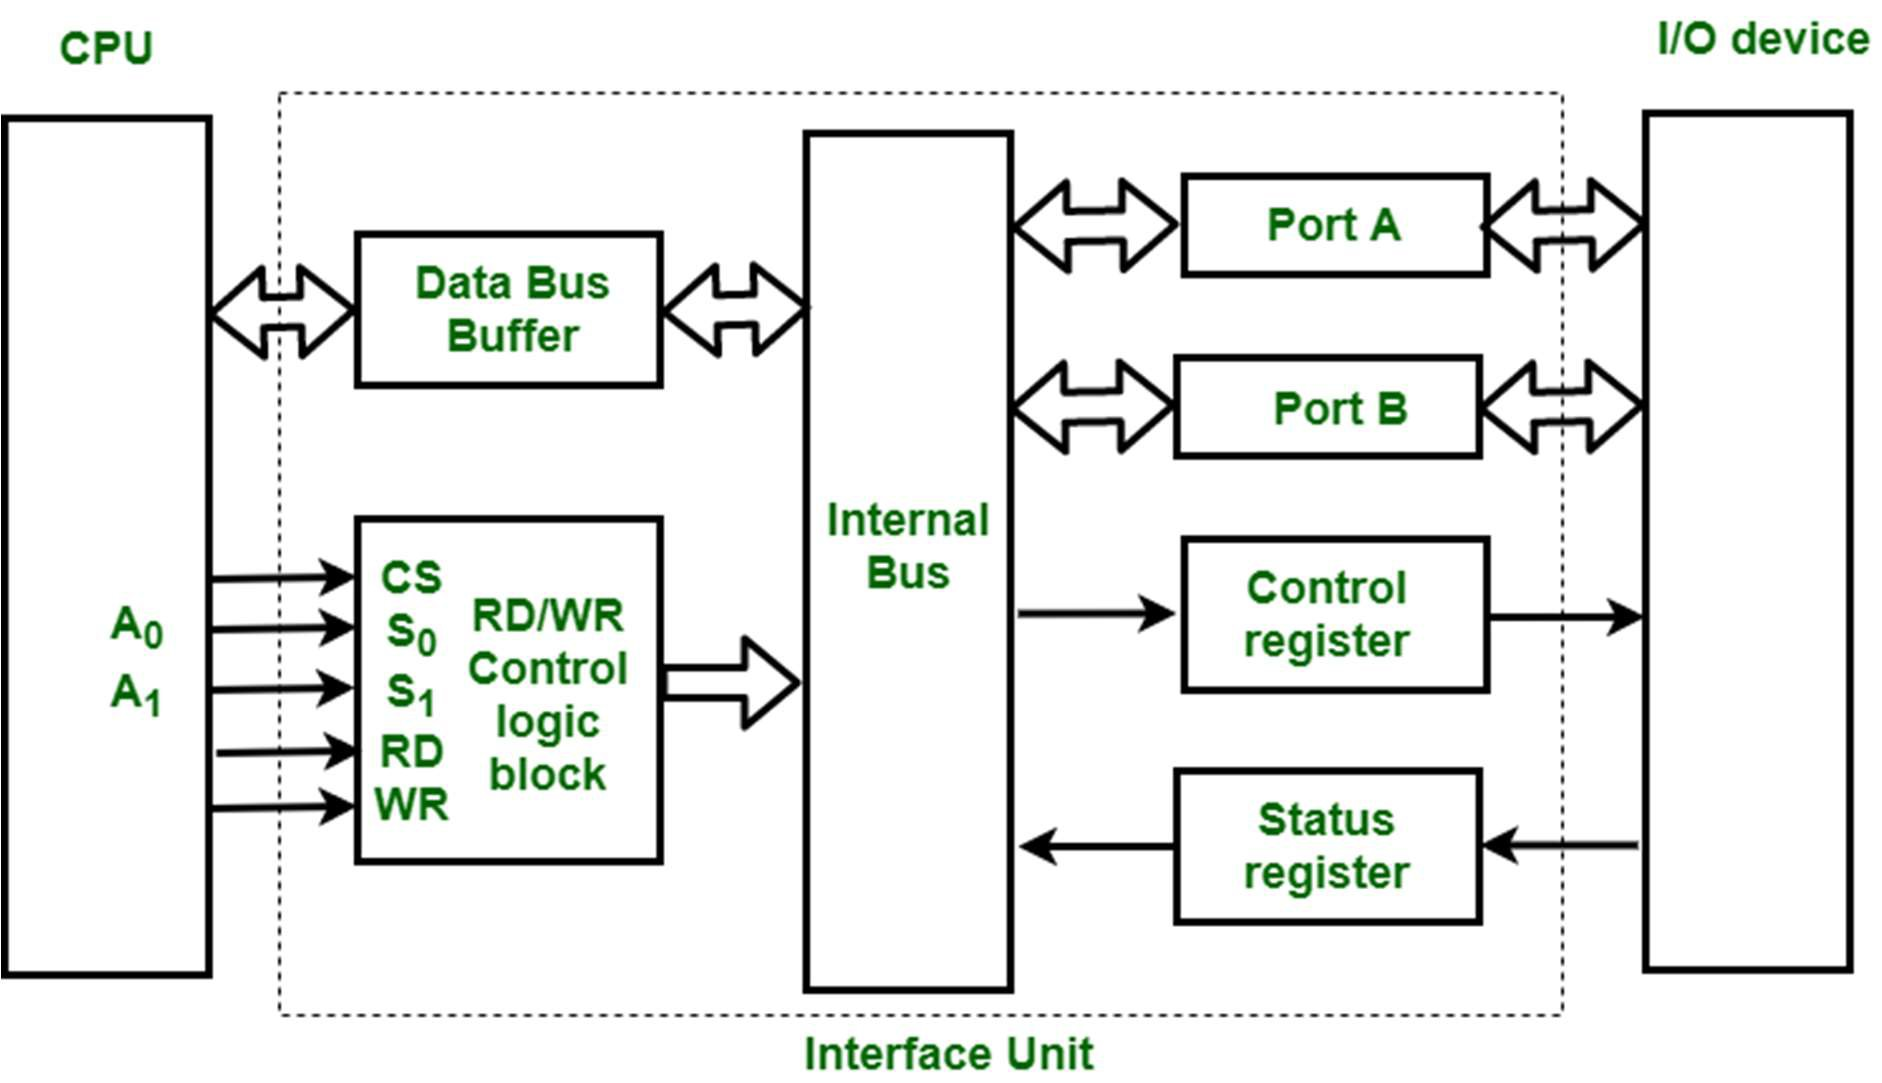 CPU
I/O device
Data Bus
Buffer
Port A
Port B
Internal
Bus
A0
A1
CS
S0
S1
RD
WR
RD/WR
Control
logic
block
Control
register
Status
register
Interface Unit